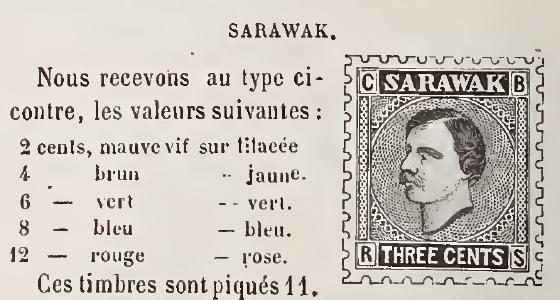 SARAWAK.
Nous recevons au type ci-
contre, les valeurs suivantes :
2 cents, mauve vif sur lilacée
4 — brun -- jaune.
6 — vert -- vert.
8 — bleu — bleu.
12 — rouge — rose.
Ces timbres sont piqués 11.
C SARAWAK B
R THREE CENTS S